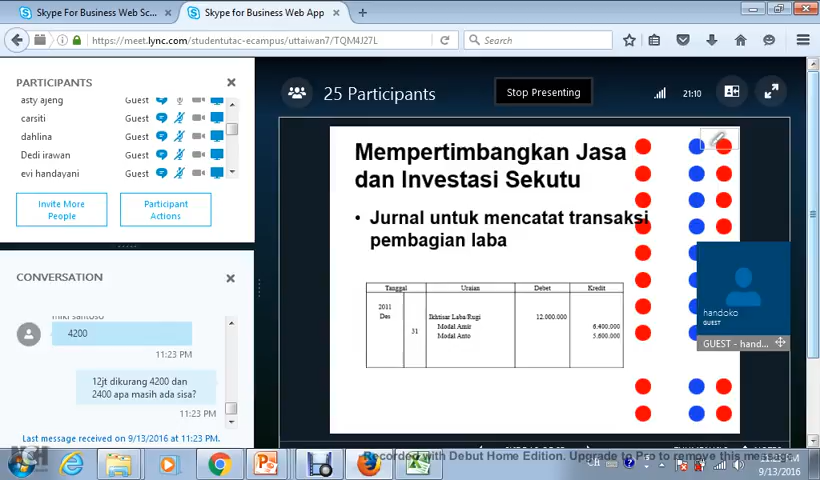 Skype For Business Web Sc...
Skype for Business Web App
https://meet.lync.com/studentutac-ecampus/uttaiwan7/TQM4J27L
Search
PARTICIPANTS
asty ajeng Guest
carsiti Guest
dahlina Guest
Dedi irawan Guest
evi handayani Guest
Invite More
People
Participant
Actions
CONVERSATION
miki santoso
4200
11:23 PM
12jt dikurang 4200 dan
2400 apa masih ada sisa?
11:23 PM
Last message received on 9/13/2016 at 11:23 PM.
25 Participants
Stop Presenting
21:10
Mempertimbangkan Jasa
dan Investasi Sekutu
• Jurnal untuk mencatat transaksi
pembagian laba
Tanggal Uraian Debet Kredit
2011
Des
31
Ikhtisar Laba/Rugi 12.000.000
Modal Amir 6.400.000
Modal Anto 5.600.000
handoko
GUEST
GUEST - hand...
Recorded with Debut Home Edition. Upgrade to Pro to remove this message.
CH
9/13/2016